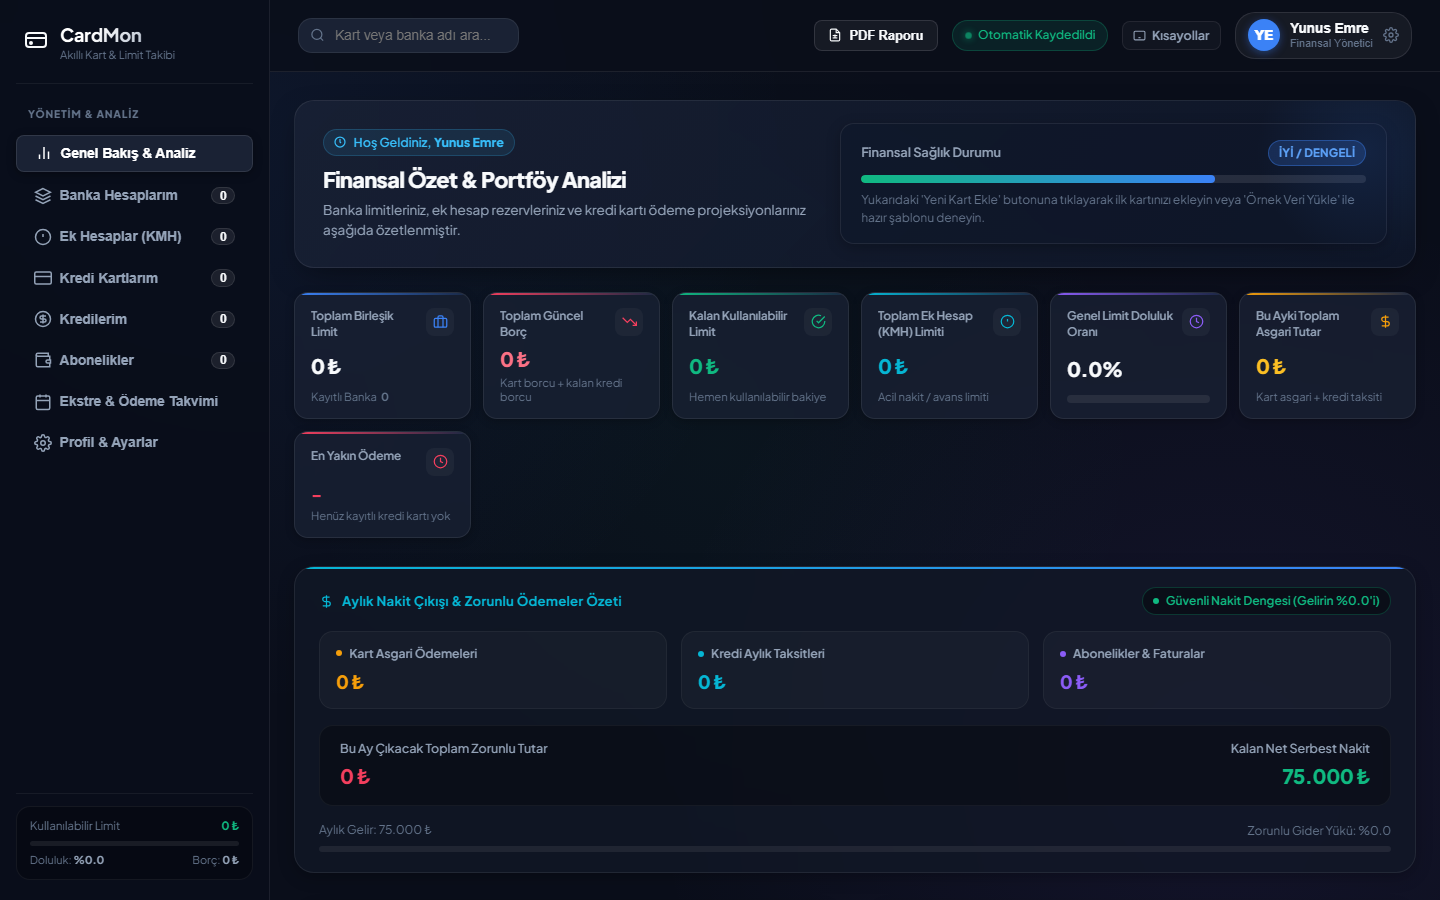 CardMon
Akıllı Kart & Limit Takibi
YÖNETİM & ANALİZ
Genel Bakış & Analiz
Banka Hesaplarım 0
Ek Hesaplar (KMH) 0
Kredi Kartlarım 0
Kredilerim 0
Abonelikler 0
Ekstre & Ödeme Takvimi
Profil & Ayarlar
Kullanılabilir Limit 0 ₺
Doluluk: %0.0 Borç: 0 ₺
Kart veya banka adı ara...
PDF Raporu
Otomatik Kaydedildi
Kısayollar
YE
Yunus Emre
Finansal Yönetici
Hoş Geldiniz, Yunus Emre
Finansal Özet & Portföy Analizi
Banka limitleriniz, ek hesap rezervleriniz ve kredi kartı ödeme projeksiyonlarınız
aşağıda özetlenmiştir.
Finansal Sağlık Durumu
İYİ / DENGELİ
Yukarıdaki 'Yeni Kart Ekle' butonuna tıklayarak ilk kartınızı ekleyin veya 'Örnek Veri Yükle' ile
hazır şablonu deneyin.
Toplam Birleşik
Limit
0 ₺
Kayıtlı Banka 0
Toplam Güncel
Borç
0 ₺
Kart borcu + kalan kredi
borcu
Kalan Kullanılabilir
Limit
0 ₺
Hemen kullanılabilir bakiye
Toplam Ek Hesap
(KMH) Limiti
0 ₺
Acil nakit / avans limiti
Genel Limit Doluluk
Oranı
0.0%
Bu Ayki Toplam
Asgari Tutar
0 ₺
Kart asgari + kredi taksiti
En Yakın Ödeme
-
Henüz kayıtlı kredi kartı yok
Aylık Nakit Çıkışı & Zorunlu Ödemeler Özeti
Güvenli Nakit Dengesi (Gelirin %0.0'i)
Kart Asgari Ödemeleri
0 ₺
Kredi Aylık Taksitleri
0 ₺
Abonelikler & Faturalar
0 ₺
Bu Ay Çıkacak Toplam Zorunlu Tutar
0 ₺
Kalan Net Serbest Nakit
75.000 ₺
Aylık Gelir: 75.000 ₺
Zorunlu Gider Yükü: %0.0